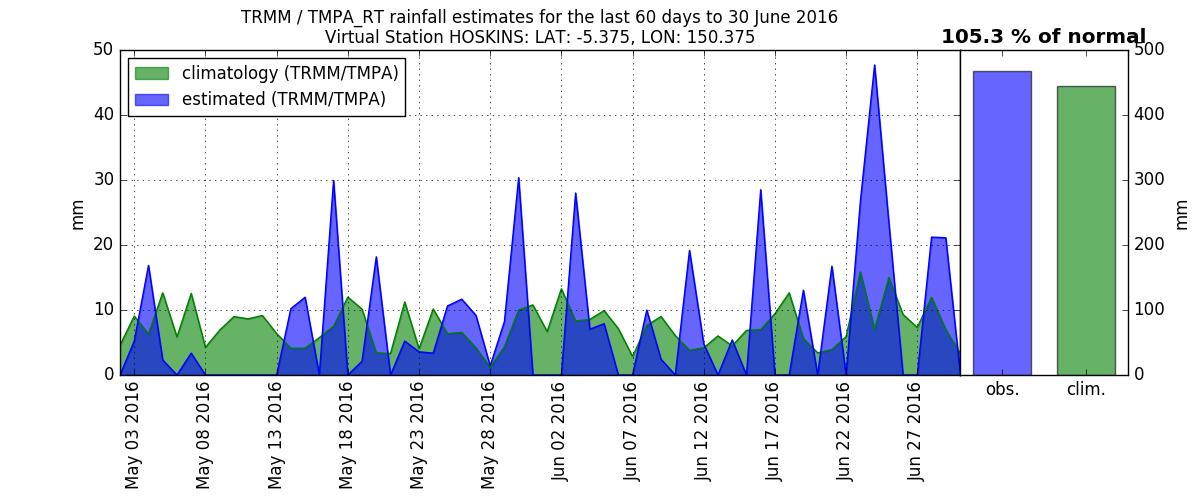 TRMM / TMPA_RT rainfall estimates for the last 60 days to 30 June 2016
Virtual Station HOSKINS: LAT: -5.375, LON: 150.375
105.3 % of normal
climatology (TRMM/TMPA)
estimated (TRMM/TMPA)
50
40
30
20
10
0
mm
500
400
300
200
100
0
mm
obs.
clim.
May 03 2016
May 08 2016
May 13 2016
May 18 2016
May 23 2016
May 28 2016
Jun 02 2016
Jun 07 2016
Jun 12 2016
Jun 17 2016
Jun 22 2016
Jun 27 2016